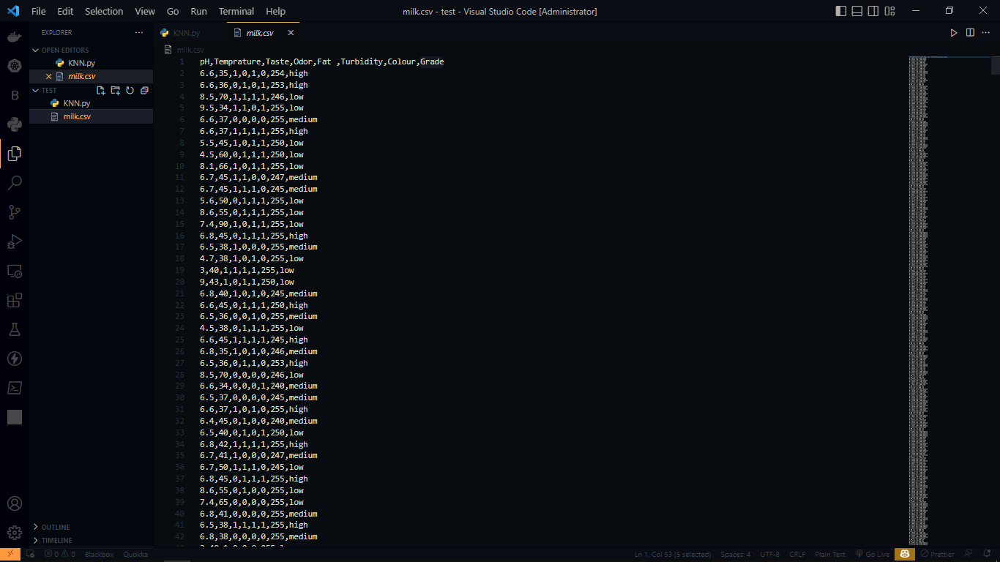 File Edit Selection View Go Run Terminal Help milk.csv - test - Visual Studio Code [Administrator]
EXPLORER
OPEN EDITORS
KNN.py
milk.csv
TEST
KNN.py
milk.csv
OUTLINE
TIMELINE
KNN.py milk.csv
milk.csv
1 pH,Temprature,Taste,Odor,Fat ,Turbidity,Colour,Grade
2 6.6,35,1,0,1,0,254,high
3 6.6,36,0,1,0,1,253,high
4 8.5,70,1,1,1,1,246,low
5 9.5,34,1,1,0,1,255,low
6 6.6,37,0,0,0,0,255,medium
7 6.6,37,1,1,1,1,255,high
8 5.5,45,1,0,1,1,250,low
9 4.5,60,0,1,1,1,250,low
10 8.1,66,1,0,1,1,255,low
11 6.7,45,1,1,0,0,247,medium
12 6.7,45,1,1,1,0,245,medium
13 5.6,50,0,1,1,1,255,low
14 8.6,55,0,1,1,1,255,low
15 7.4,90,1,0,1,1,255,low
16 6.8,45,0,1,1,1,255,high
17 6.5,38,1,0,0,0,255,medium
18 4.7,38,1,0,1,0,255,low
19 3,40,1,1,1,1,255,low
20 9,43,1,0,1,1,250,low
21 6.8,40,1,0,1,0,245,medium
22 6.6,45,0,1,1,1,250,high
23 6.5,36,0,0,1,0,255,medium
24 4.5,38,0,1,1,1,255,low
25 6.6,45,1,1,1,1,245,high
26 6.8,35,1,0,1,0,246,medium
27 6.5,36,0,1,1,0,253,high
28 8.5,70,0,0,0,0,246,low
29 6.6,34,0,0,0,1,240,medium
30 6.5,37,0,0,0,0,245,medium
31 6.6,37,1,0,1,0,255,high
32 6.4,45,0,1,0,0,240,medium
33 6.5,40,0,1,0,1,250,low
34 6.8,42,1,1,1,1,255,high
35 6.7,41,1,0,0,0,247,medium
36 6.7,50,1,1,1,0,245,low
37 6.8,45,0,1,1,1,255,high
38 8.6,55,0,1,0,0,255,low
39 7.4,65,0,0,0,0,255,low
40 6.8,41,0,0,0,0,255,medium
41 6.5,38,1,1,1,1,255,high
42 6.8,38,0,0,0,0,255,medium
0 0 Blackbox Quokka Ln 1, Col 53 (5 selected) Spaces: 4 UTF-8 CRLF Plain Text Go Live Prettier